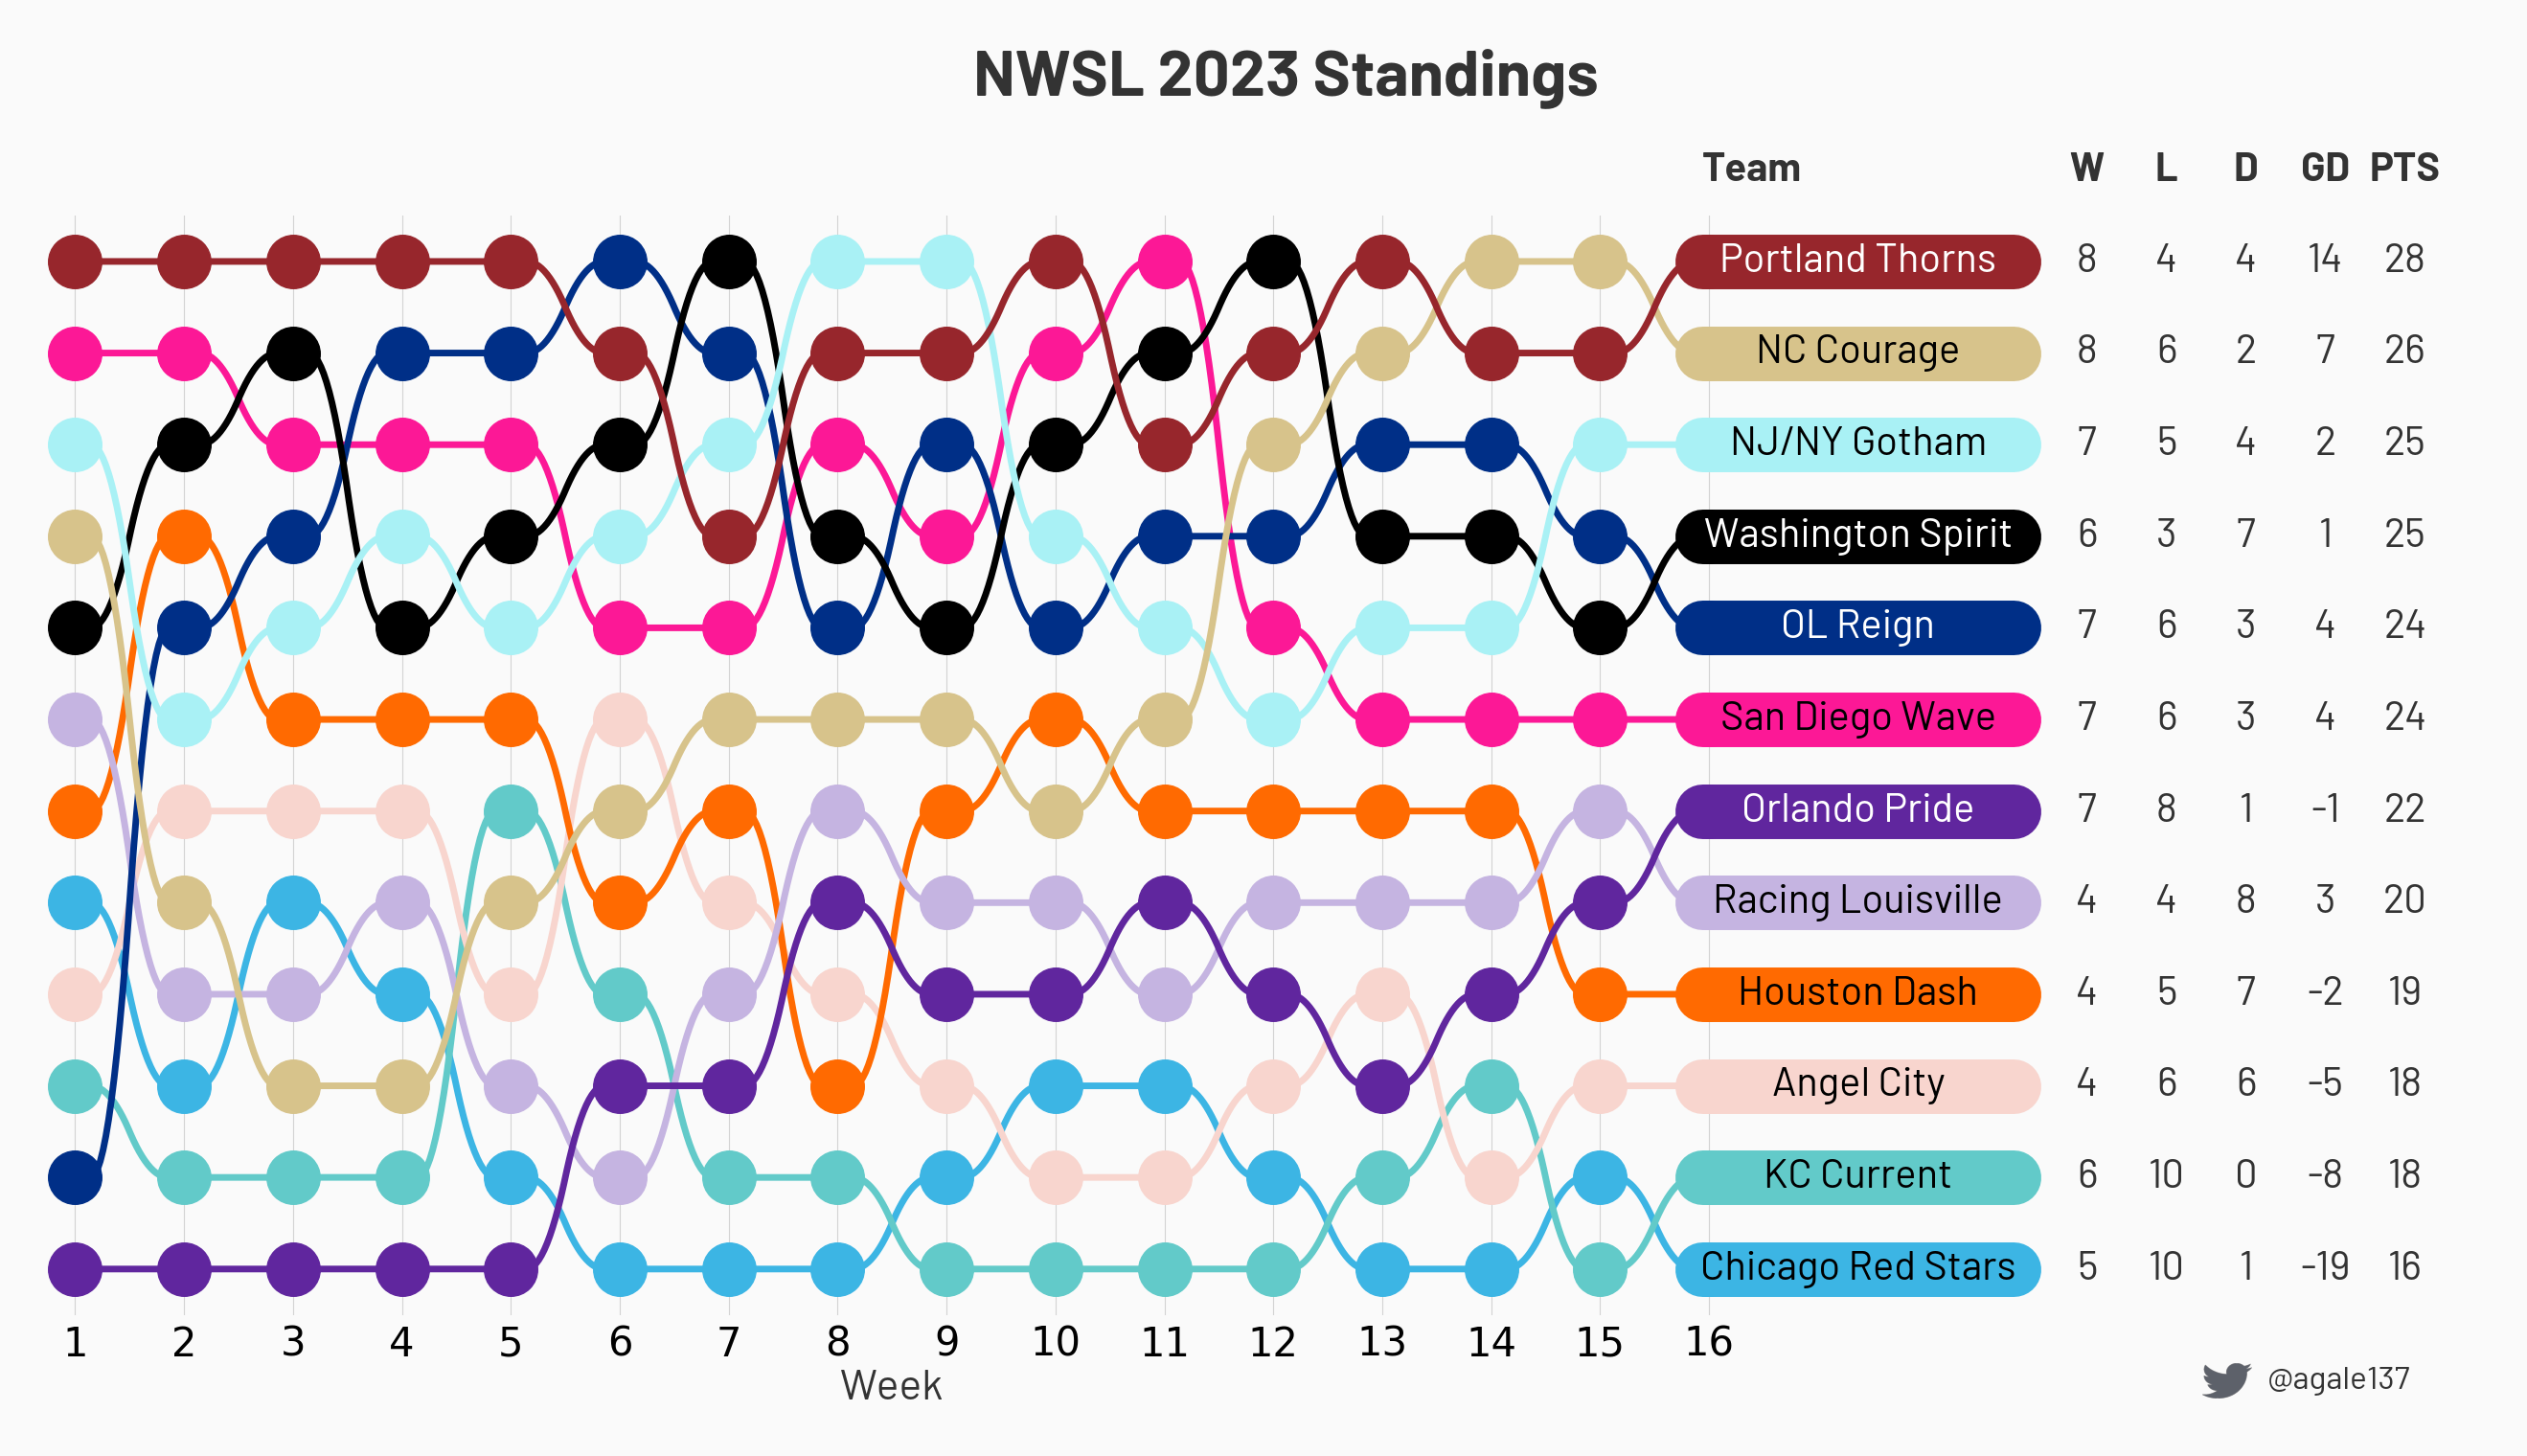 NWSL 2023 Standings
Team W L D GD PTS
Portland Thorns 8 4 4 14 28
NC Courage 8 6 2 7 26
NJ/NY Gotham 7 5 4 2 25
Washington Spirit 6 3 7 1 25
OL Reign 7 6 3 4 24
San Diego Wave 7 6 3 4 24
Orlando Pride 7 8 1 -1 22
Racing Louisville 4 4 8 3 20
Houston Dash 4 5 7 -2 19
Angel City 4 6 6 -5 18
KC Current 6 10 0 -8 18
Chicago Red Stars 5 10 1 -19 16
1 2 3 4 5 6 7 8 9 10 11 12 13 14 15 16
Week
@agale137